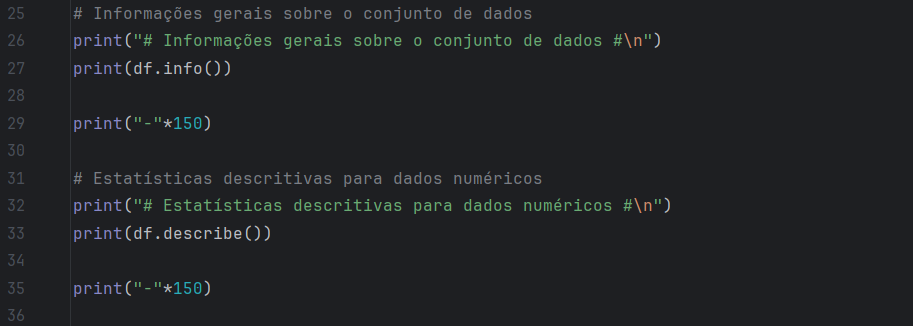 25 # Informações gerais sobre o conjunto de dados
26 print("# Informações gerais sobre o conjunto de dados #\n")
27 print(df.info())
28
29 print("-"*150)
30
31 # Estatísticas descritivas para dados numéricos
32 print("# Estatísticas descritivas para dados numéricos #\n")
33 print(df.describe())
34
35 print("-"*150)
36